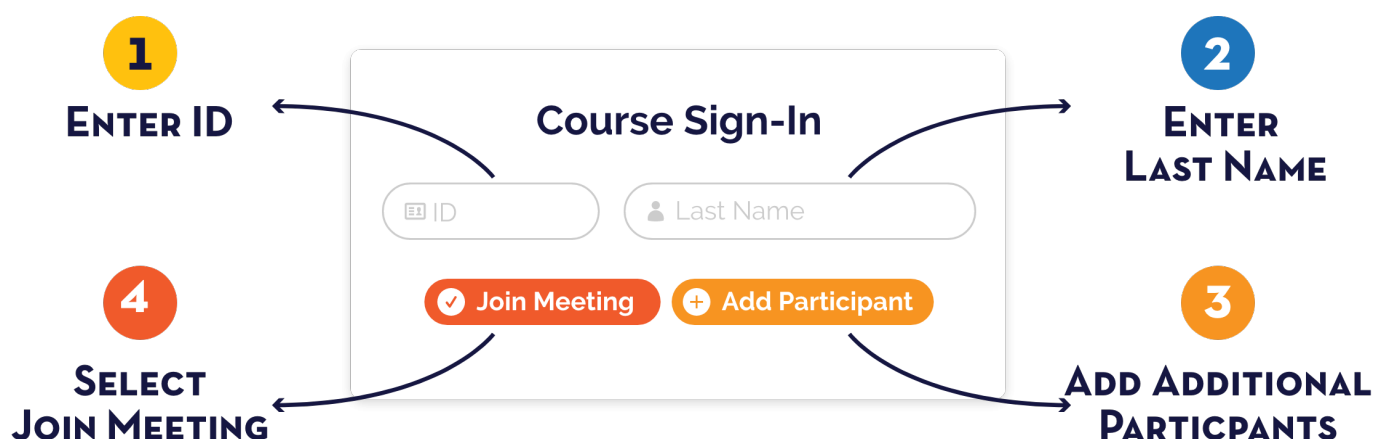 1
ENTER ID
2
ENTER
LAST NAME
Course Sign-In
ID
Last Name
Join Meeting
Add Participant
4
SELECT
JOIN MEETING
3
ADD ADDITIONAL
PARTICPANTS